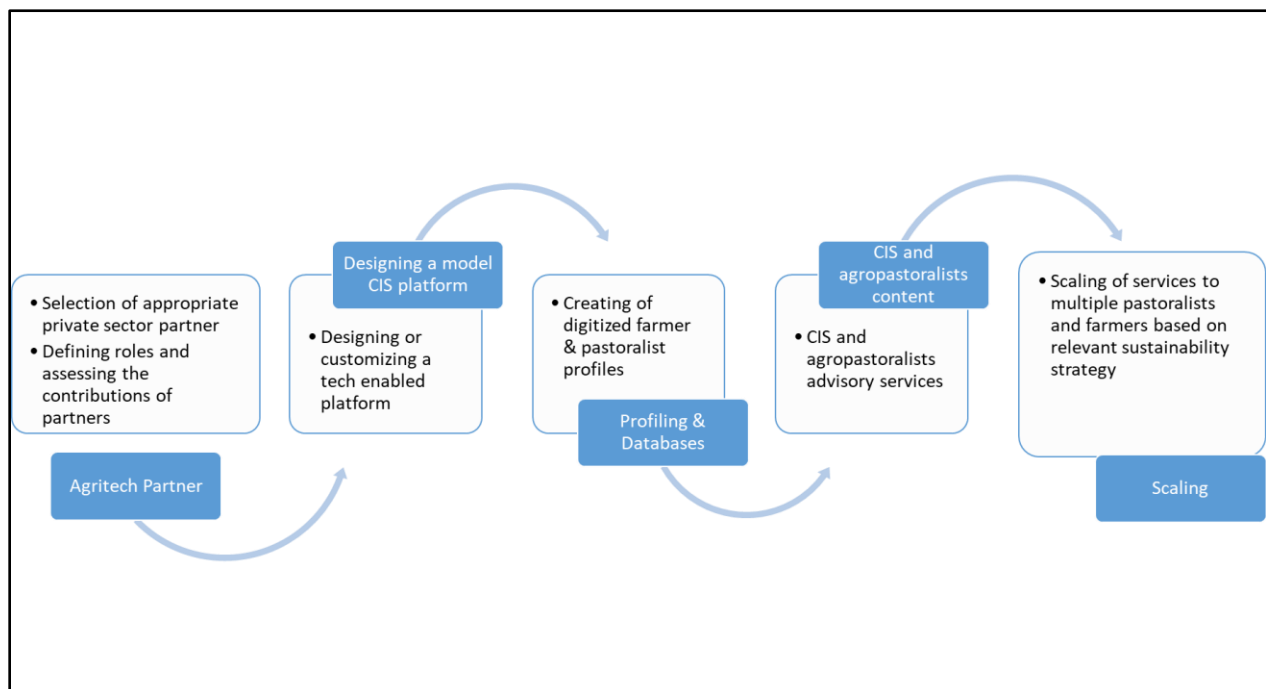 • Selection of appropriate
private sector partner
• Defining roles and
assessing the
contributions of
partners
Agritech Partner
Designing a model
CIS platform
• Designing or
customizing a
tech enabled
platform
• Creating of
digitized farmer
& pastoralist
profiles
Profiling &
Databases
CIS and
agropastoralists
content
• CIS and
agropastoralists
advisory services
• Scaling of services to
multiple pastoralists
and farmers based on
relevant sustainability
strategy
Scaling